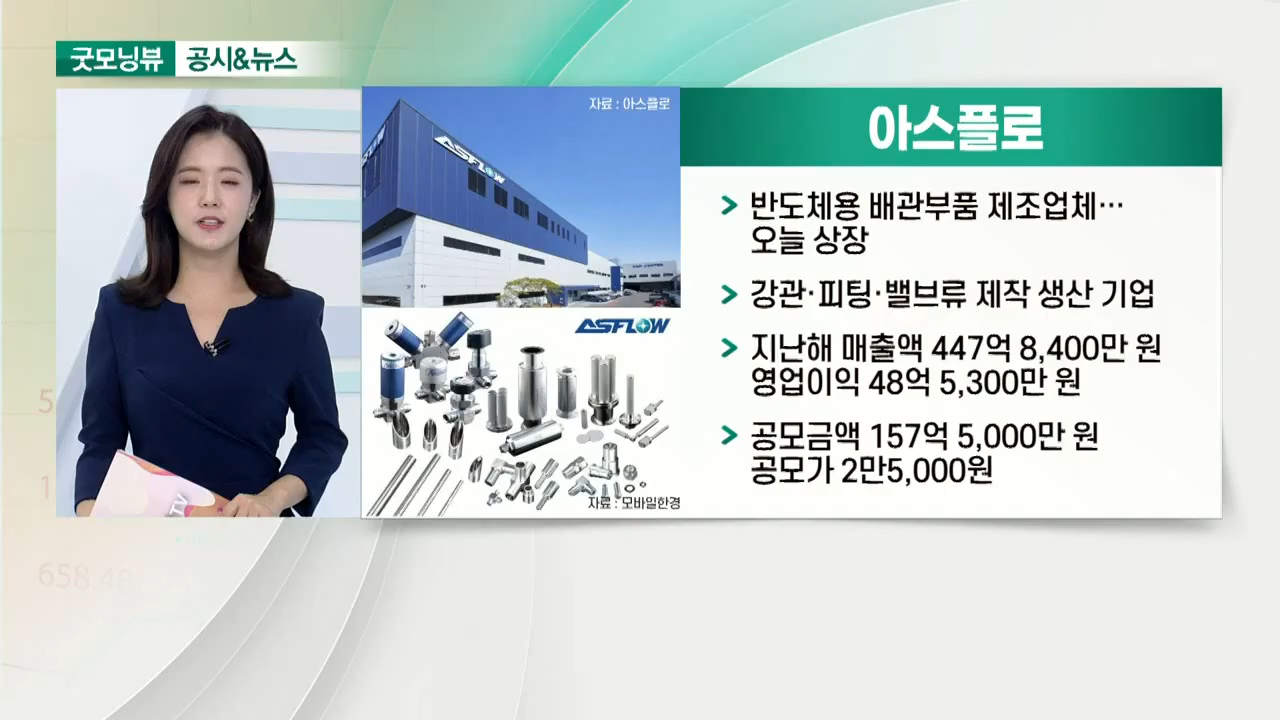 굿모닝뷰 공시&뉴스
자료 : 아스플로
ASFLOW
ASFLOW
자료 : 모바일한경
아스플로
반도체용 배관부품 제조업체…
오늘 상장
강관·피팅·밸브류 제작 생산 기업
지난해 매출액 447억 8,400만 원
영업이익 48억 5,300만 원
공모금액 157억 5,000만 원
공모가 2만5,000원
TV
658.48